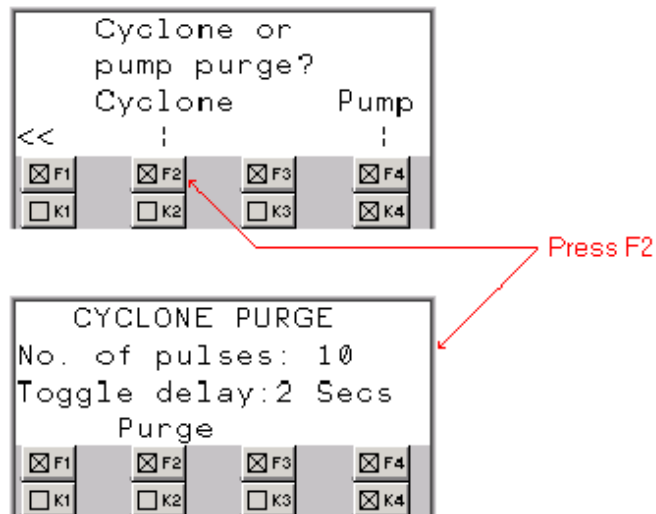 Cyclone or
pump purge?
Cyclone Pump
<< ¦ ¦
F1 F2 F3 F4
K1 K2 K3 K4
Press F2
CYCLONE PURGE
No. of pulses: 10
Toggle delay:2 Secs
Purge
F1 F2 F3 F4
K1 K2 K3 K4